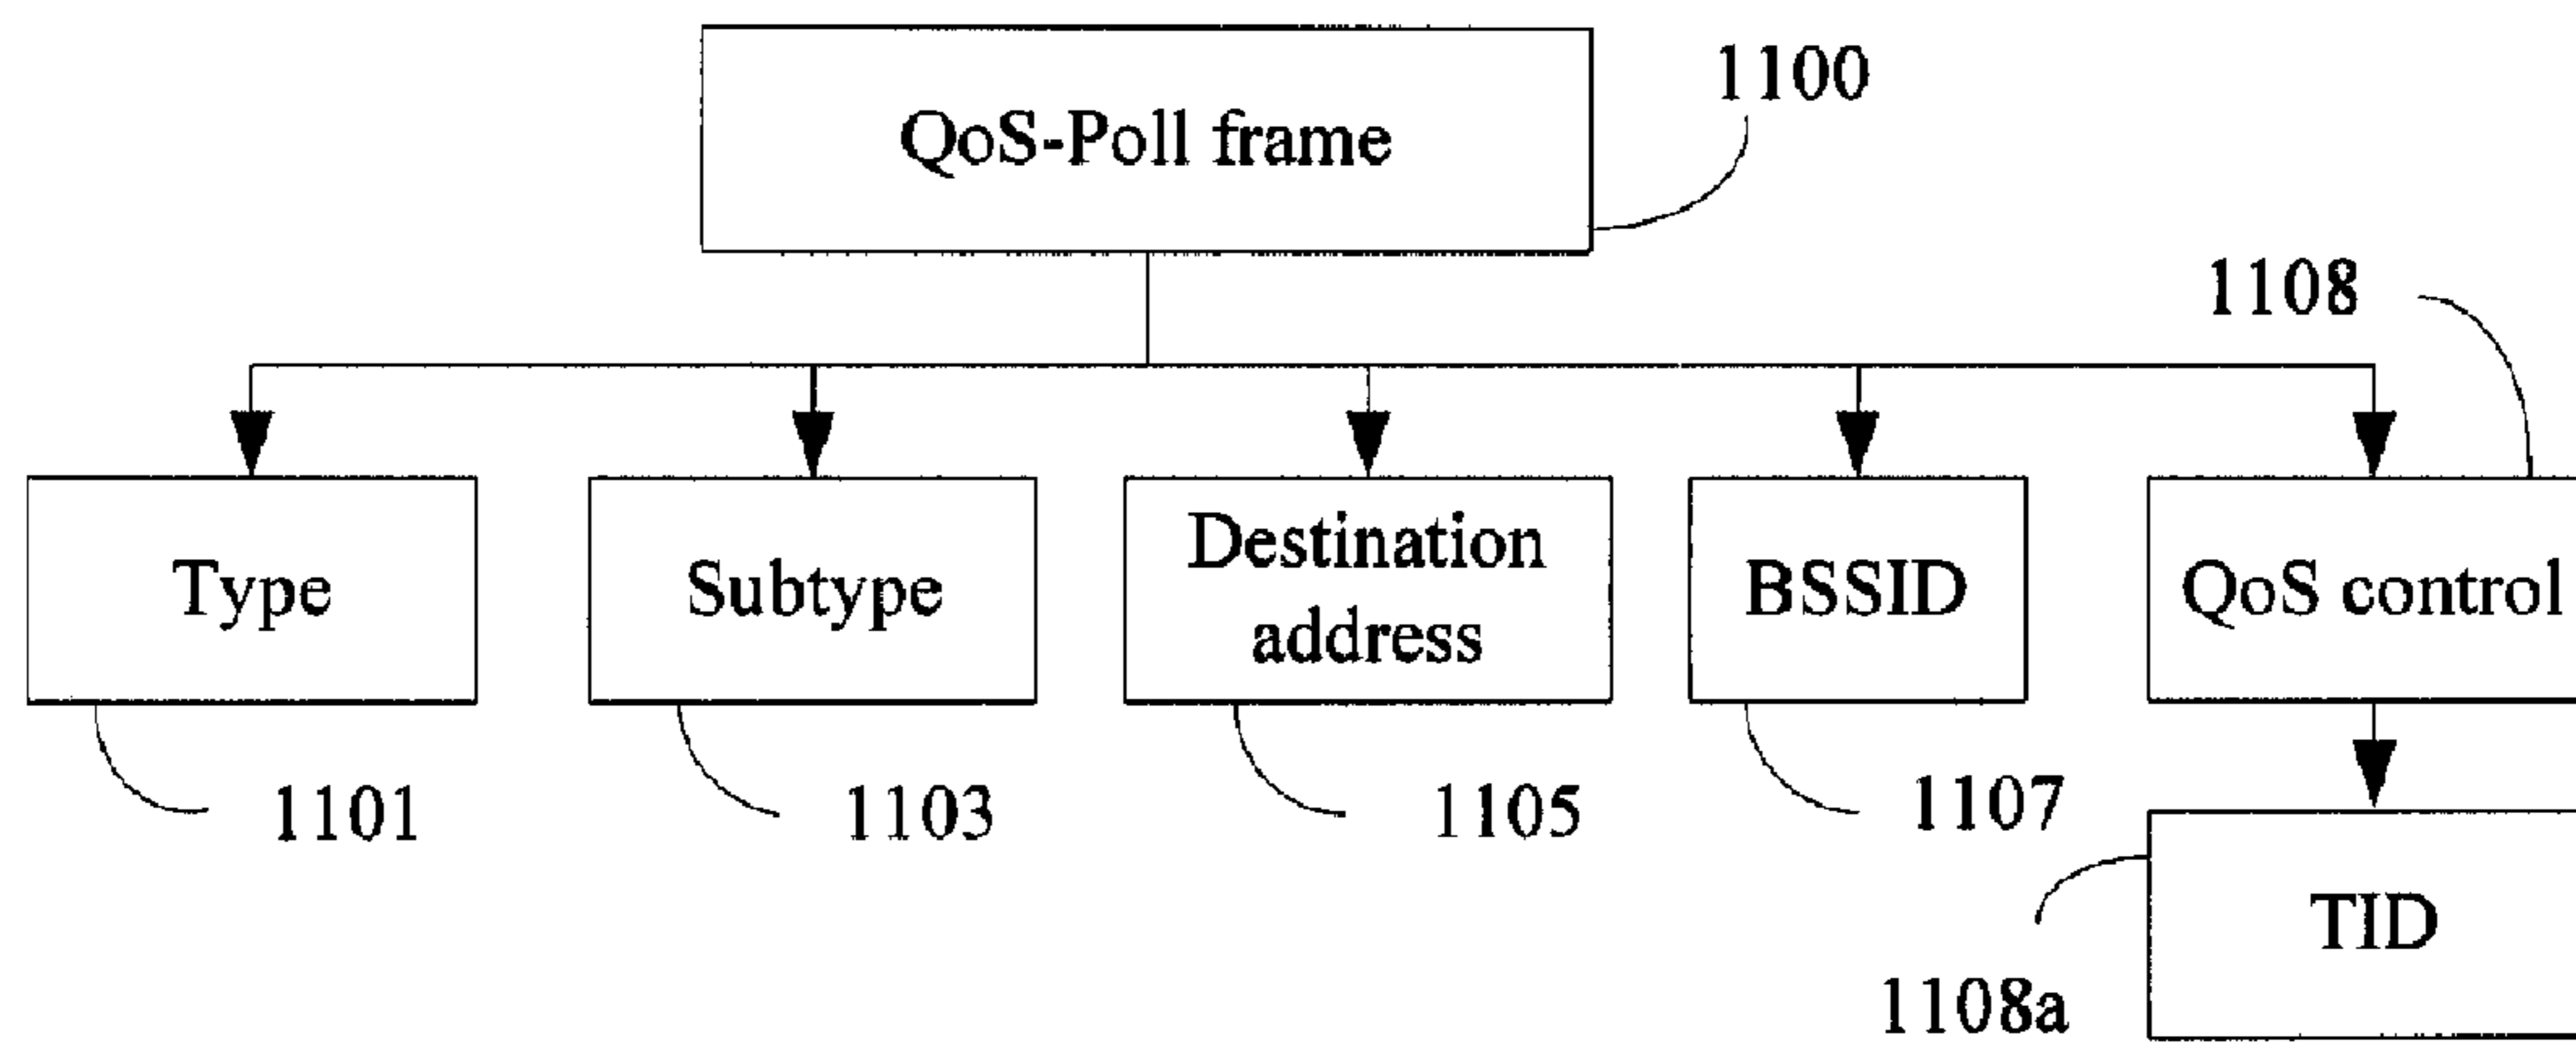 QoS-Poll frame
1100
1108
Type
Subtype
Destination
address
BSSID
QoS control
1101
1103
1105
1107
TID
1108a